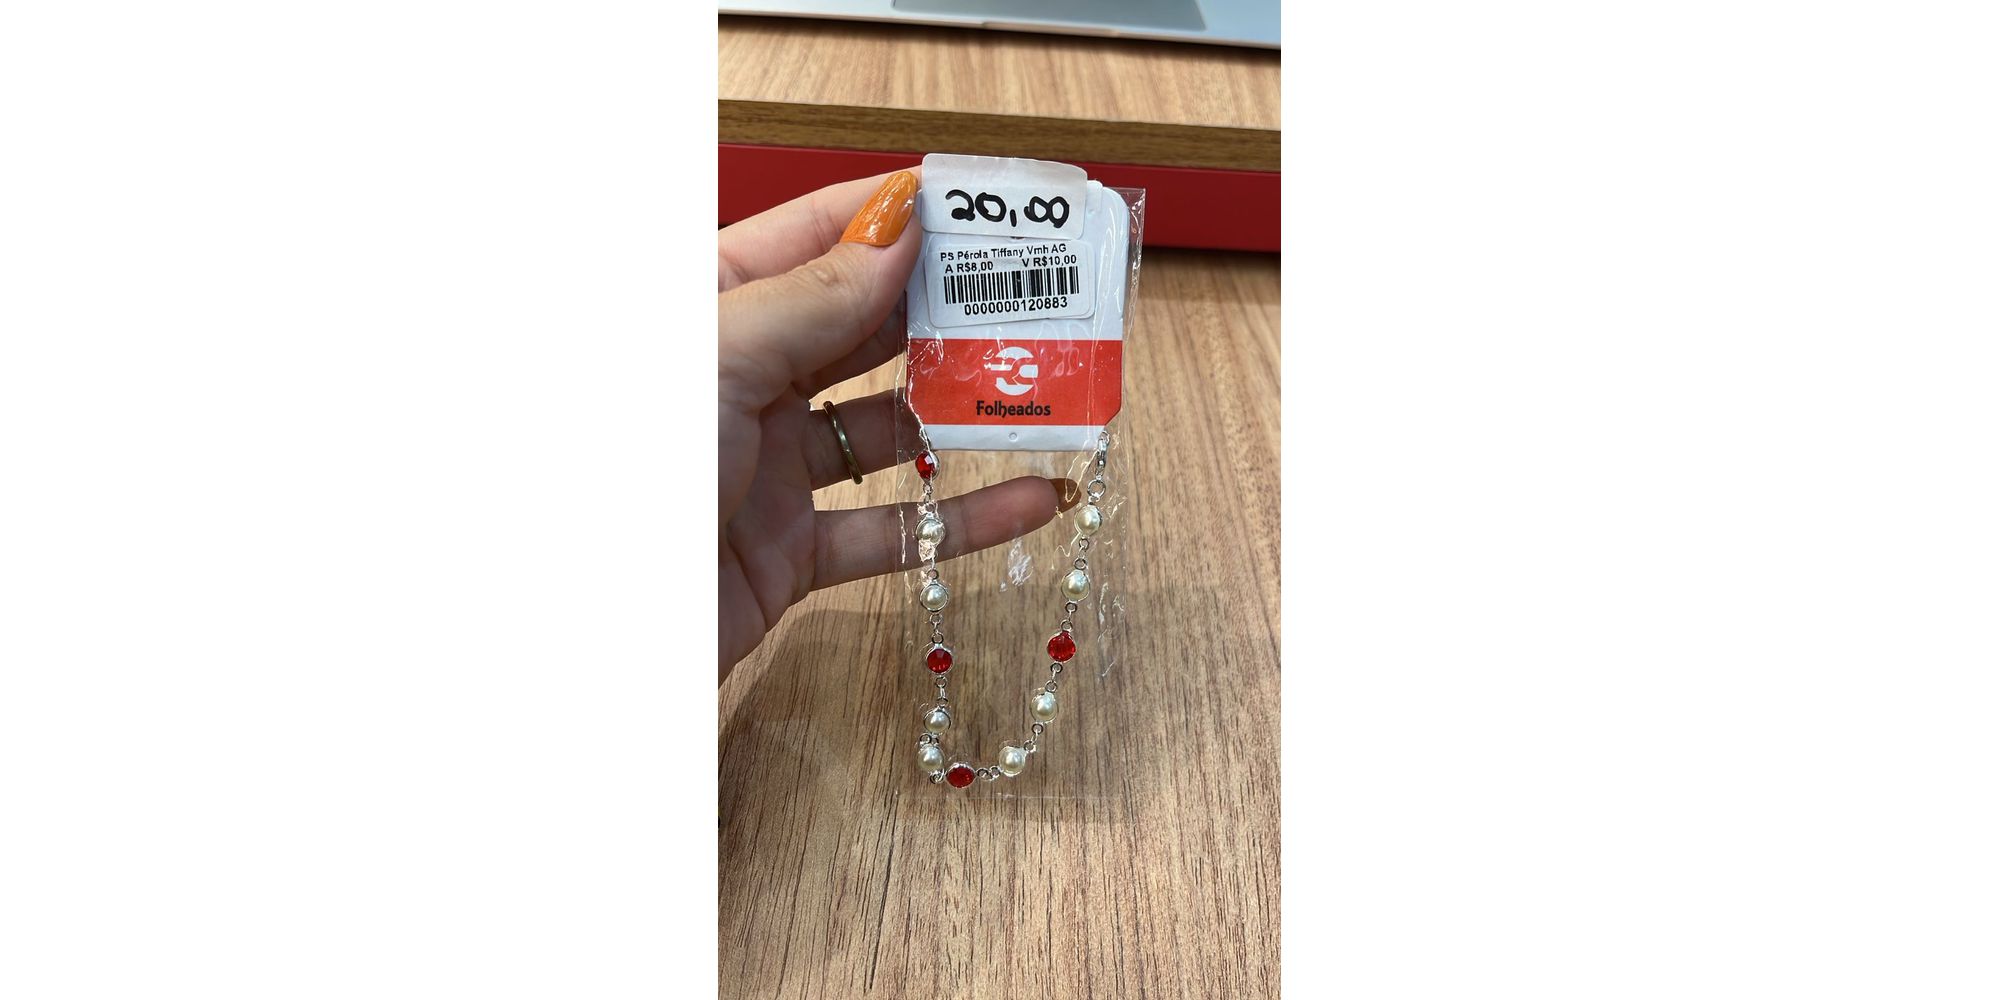 20,00
PS Pérola Tiffany Vmh AG
A R$8,00 V R$10,00
0000000120883
Folheados